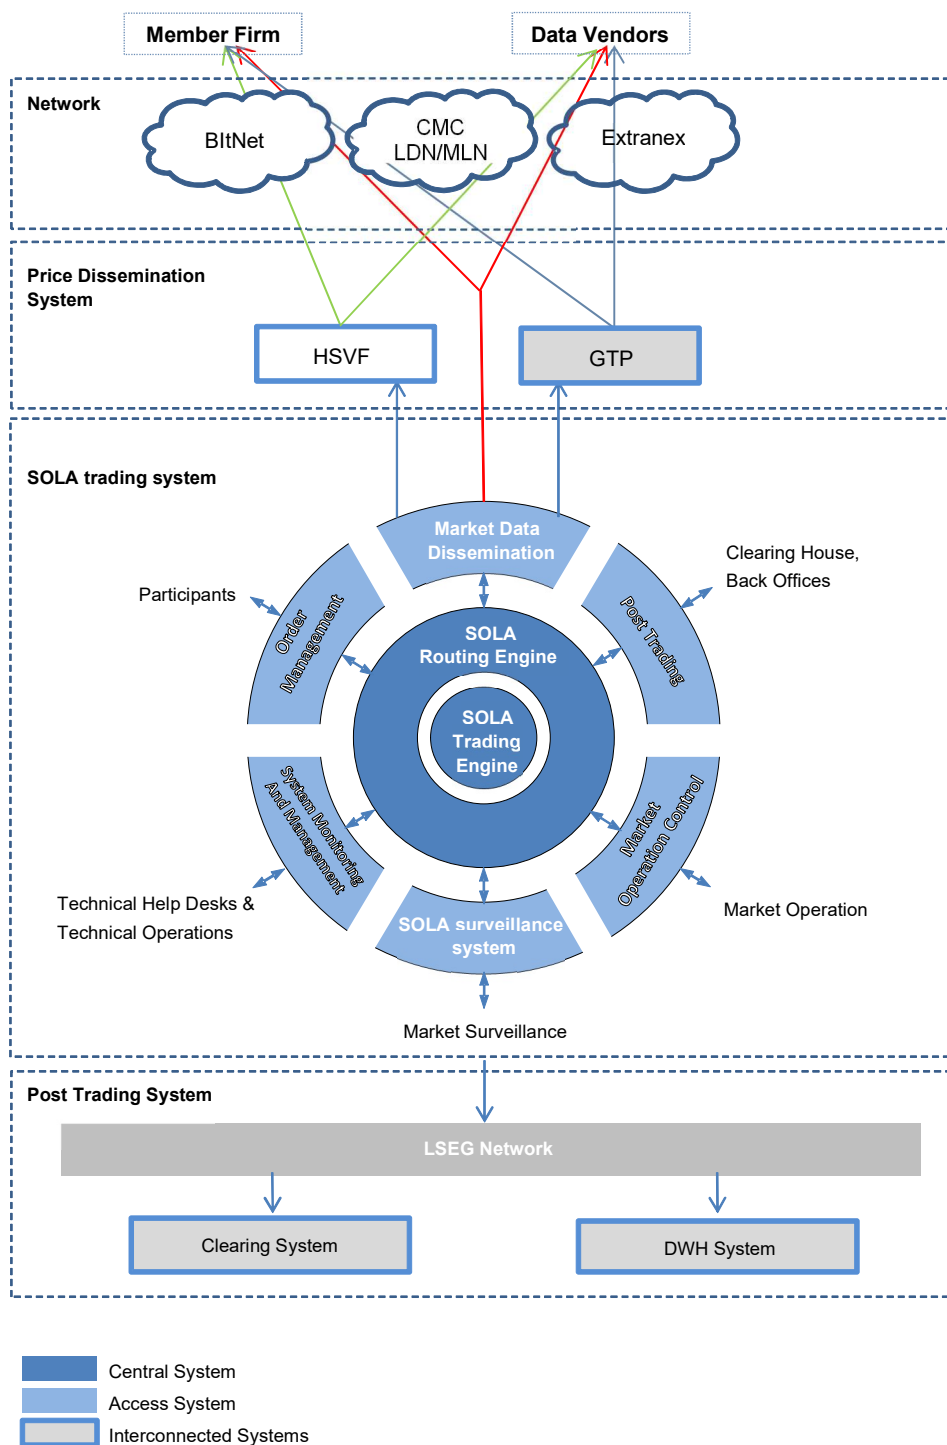 Member Firm
Data Vendors
Network
BItNet
CMC
LDN/MLN
Extranex
Price Dissemination
System
HSVF
GTP
SOLA trading system
Market Data
Dissemination
Participants
Order
Management
Clearing House,
Back Offices
Post Trading
SOLA
Routing Engine
SOLA
Trading
Engine
System Monitoring
And Management
Market
Operation Control
Technical Help Desks &
Technical Operations
SOLA surveillance
system
Market Operation
Market Surveillance
Post Trading System
LSEG Network
Clearing System
DWH System
Central System
Access System
Interconnected Systems